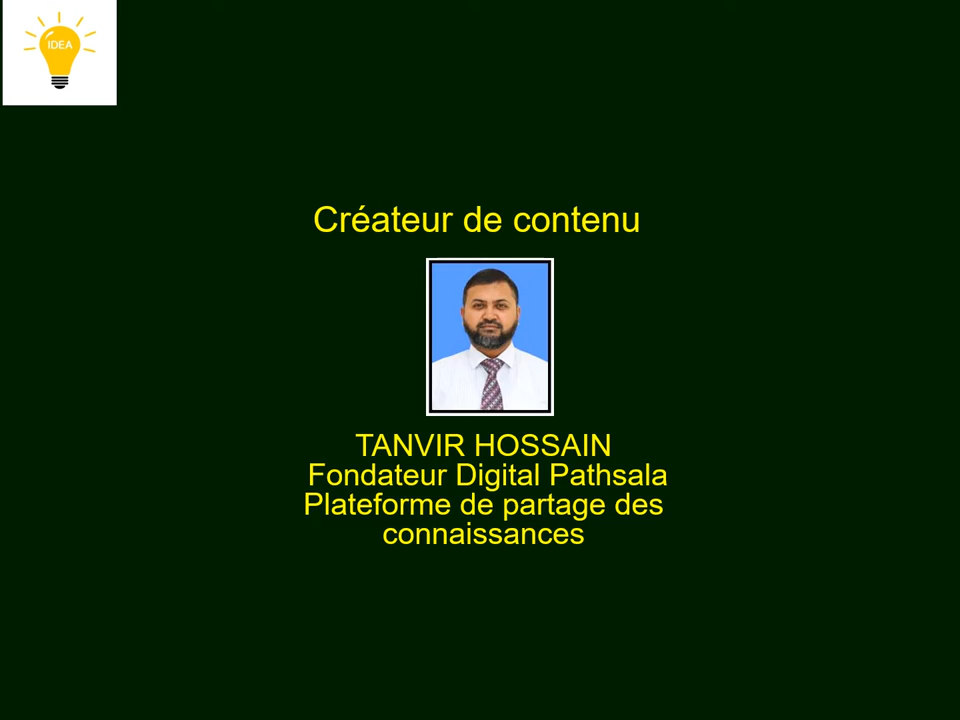 IDEA
Créateur de contenu
TANVIR HOSSAIN
Fondateur Digital Pathsala
Plateforme de partage des
connaissances